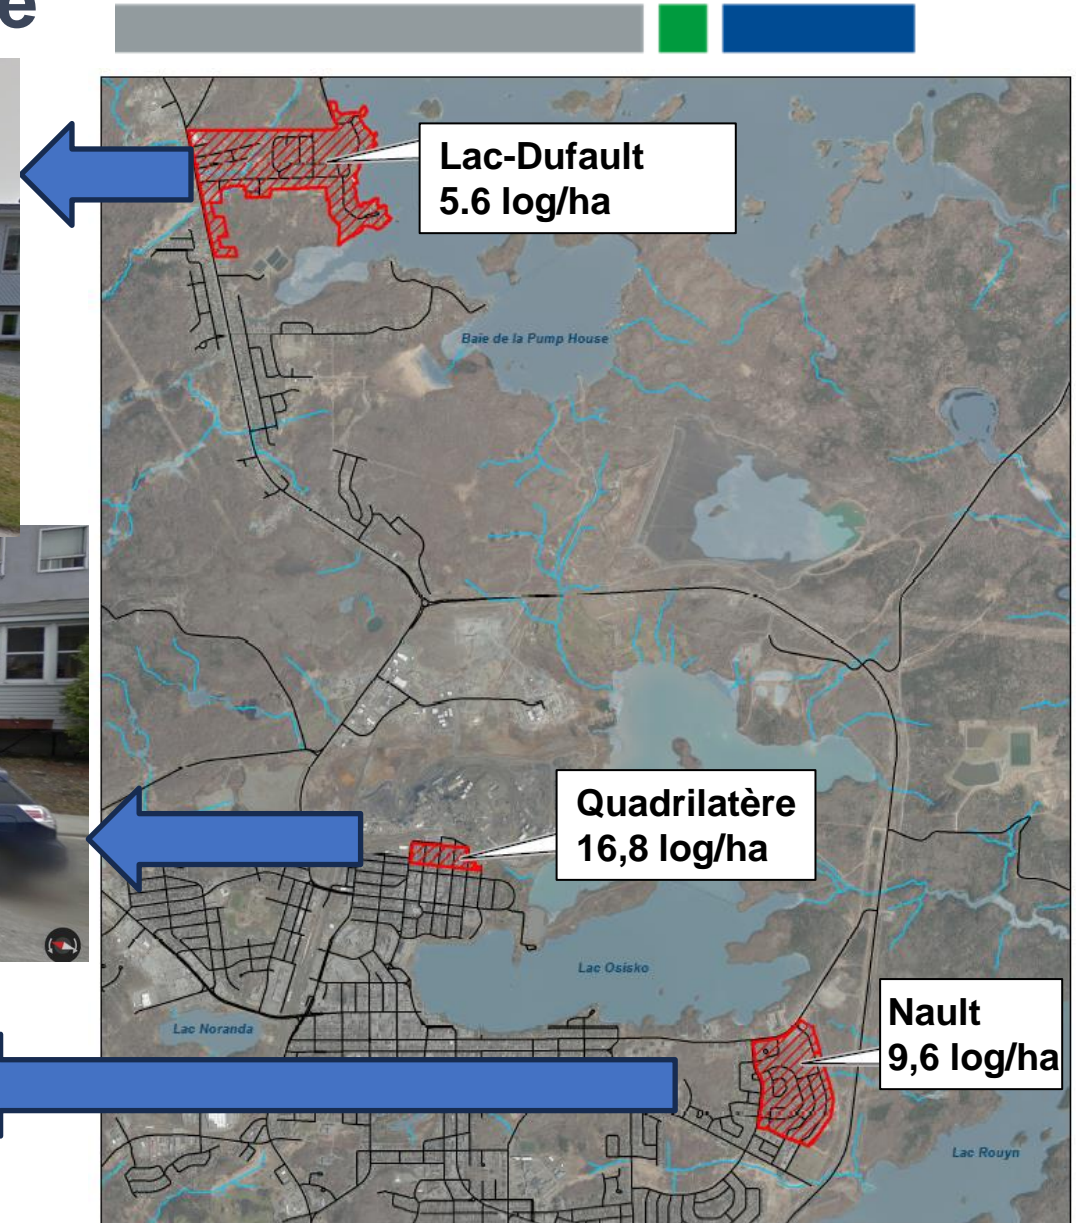 e
Lac-Dufault
5.6 log/ha
Baie de la Pump House
Quadrilatère
16,8 log/ha
Lac Osisko
Nault
9,6 log/ha
Lac Noranda
Lac Rouyn